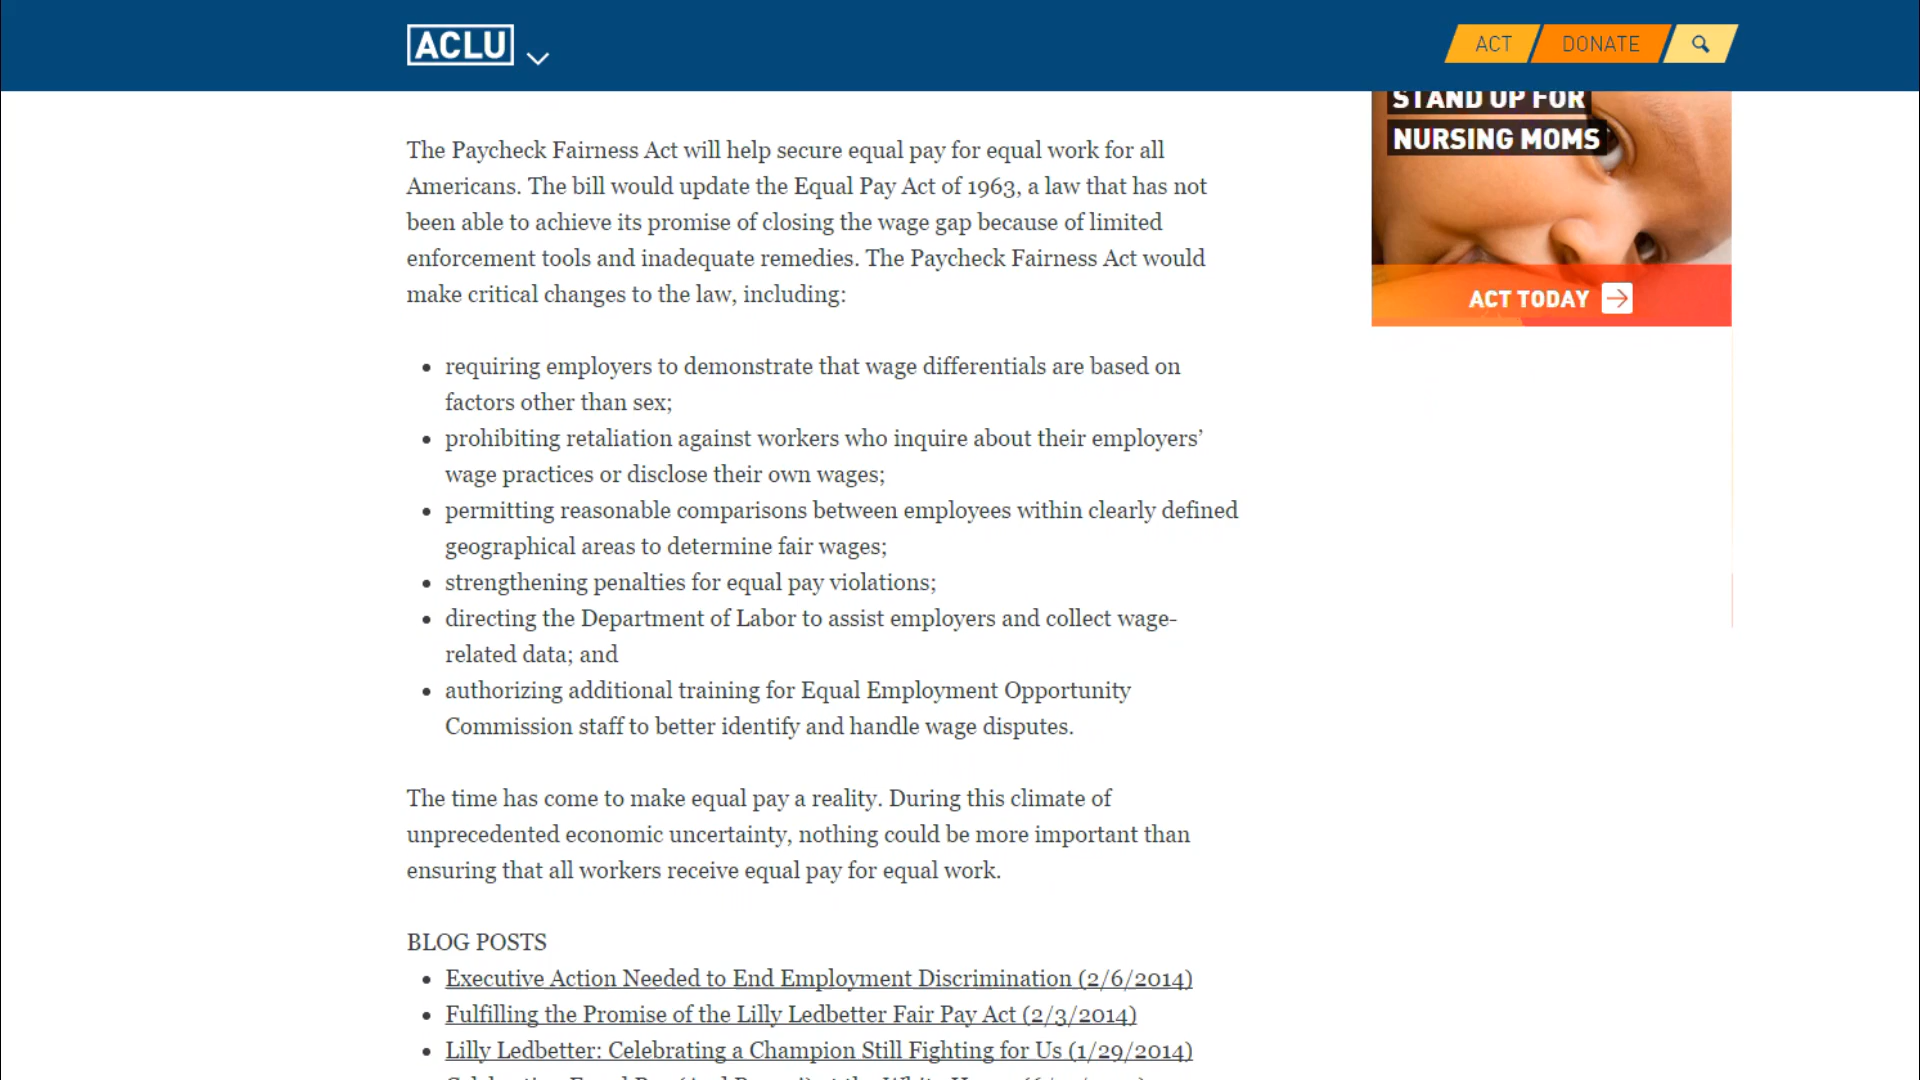 ACLU
ACT
DONATE
STAND UP FOR
NURSING MOMS
ACT TODAY
The Paycheck Fairness Act will help secure equal pay for equal work for all
Americans. The bill would update the Equal Pay Act of 1963, a law that has not
been able to achieve its promise of closing the wage gap because of limited
enforcement tools and inadequate remedies. The Paycheck Fairness Act would
make critical changes to the law, including:
• requiring employers to demonstrate that wage differentials are based on
factors other than sex;
• prohibiting retaliation against workers who inquire about their employers’
wage practices or disclose their own wages;
• permitting reasonable comparisons between employees within clearly defined
geographical areas to determine fair wages;
• strengthening penalties for equal pay violations;
• directing the Department of Labor to assist employers and collect wage-
related data; and
• authorizing additional training for Equal Employment Opportunity
Commission staff to better identify and handle wage disputes.
The time has come to make equal pay a reality. During this climate of
unprecedented economic uncertainty, nothing could be more important than
ensuring that all workers receive equal pay for equal work.
BLOG POSTS
• Executive Action Needed to End Employment Discrimination (2/6/2014)
• Fulfilling the Promise of the Lilly Ledbetter Fair Pay Act (2/3/2014)
• Lilly Ledbetter: Celebrating a Champion Still Fighting for Us (1/29/2014)